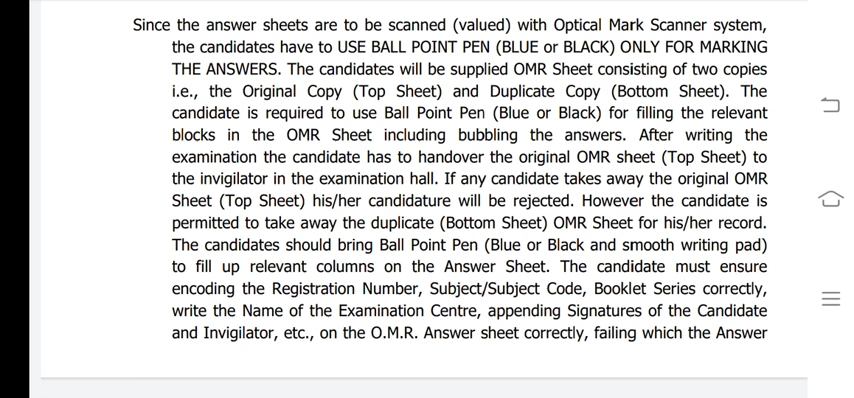 Since the answer sheets are to be scanned (valued) with Optical Mark Scanner system,
the candidates have to USE BALL POINT PEN (BLUE or BLACK) ONLY FOR MARKING
THE ANSWERS. The candidates will be supplied OMR Sheet consisting of two copies
i.e., the Original Copy (Top Sheet) and Duplicate Copy (Bottom Sheet). The
candidate is required to use Ball Point Pen (Blue or Black) for filling the relevant
blocks in the OMR Sheet including bubbling the answers. After writing the
examination the candidate has to handover the original OMR sheet (Top Sheet) to
the invigilator in the examination hall. If any candidate takes away the original OMR
Sheet (Top Sheet) his/her candidature will be rejected. However the candidate is
permitted to take away the duplicate (Bottom Sheet) OMR Sheet for his/her record.
The candidates should bring Ball Point Pen (Blue or Black and smooth writing pad)
to fill up relevant columns on the Answer Sheet. The candidate must ensure
encoding the Registration Number, Subject/Subject Code, Booklet Series correctly,
write the Name of the Examination Centre, appending Signatures of the Candidate
and Invigilator, etc., on the O.M.R. Answer sheet correctly, failing which the Answer